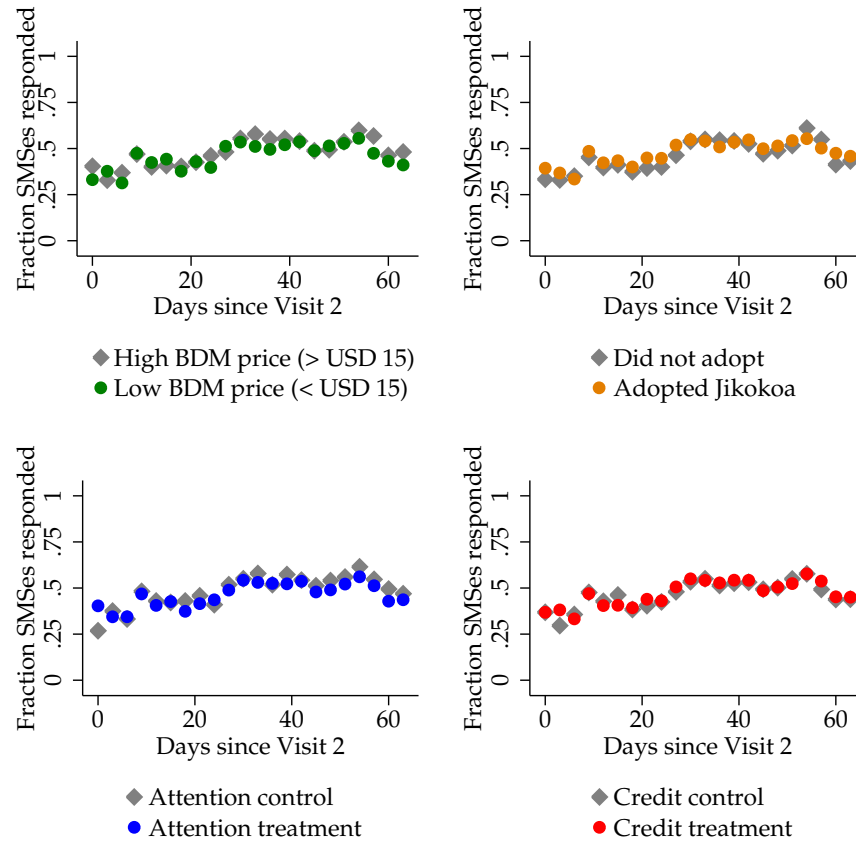 Fraction SMSes responded
1
.75
.5
.25
0
0 20 40 60
Days since Visit 2
High BDM price (> USD 15)
Low BDM price (< USD 15)
Fraction SMSes responded
1
.75
.5
.25
0
0 20 40 60
Days since Visit 2
Did not adopt
Adopted Jikokoa
Fraction SMSes responded
1
.75
.5
.25
0
0 20 40 60
Days since Visit 2
Attention control
Attention treatment
Fraction SMSes responded
1
.75
.5
.25
0
0 20 40 60
Days since Visit 2
Credit control
Credit treatment